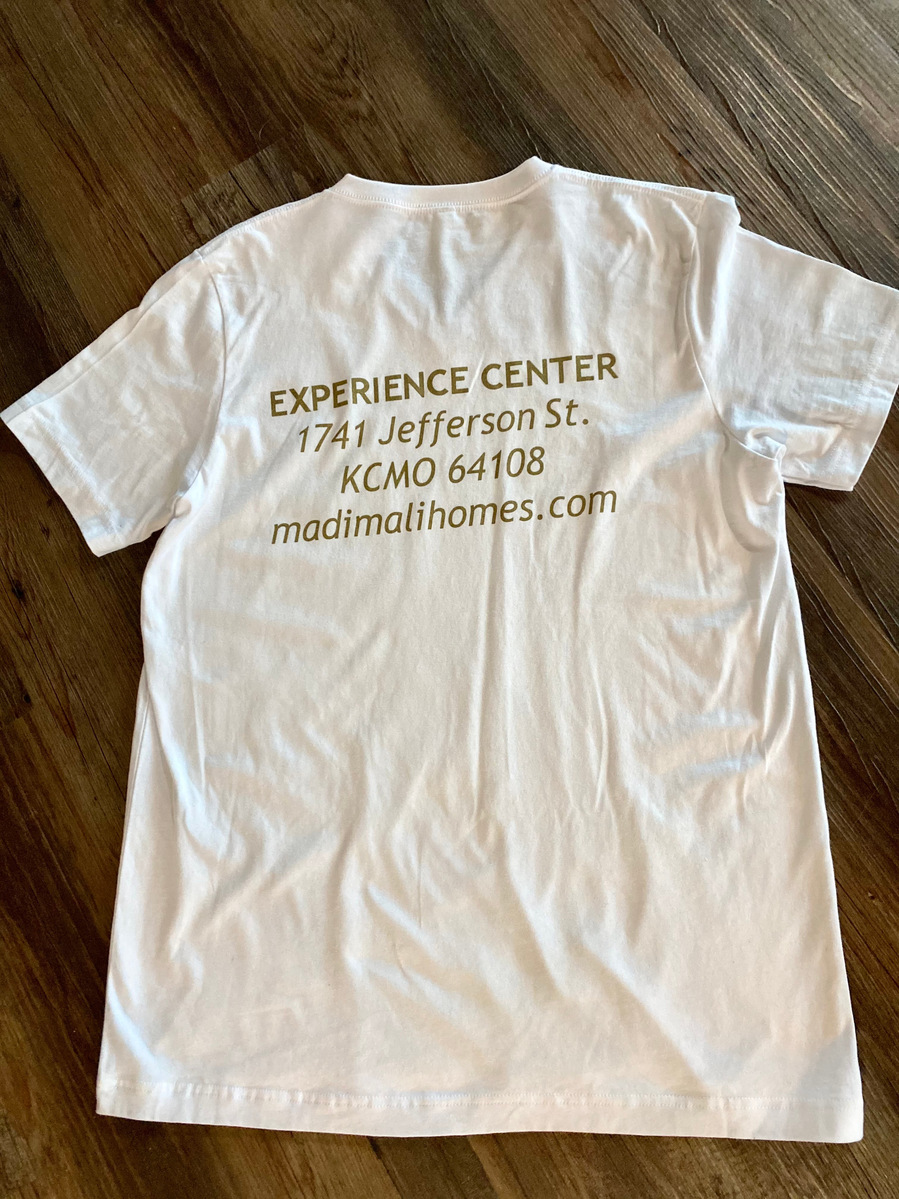 EXPERIENCE CENTER
1741 Jefferson St.
KCMO 64108
madimalihomes.com